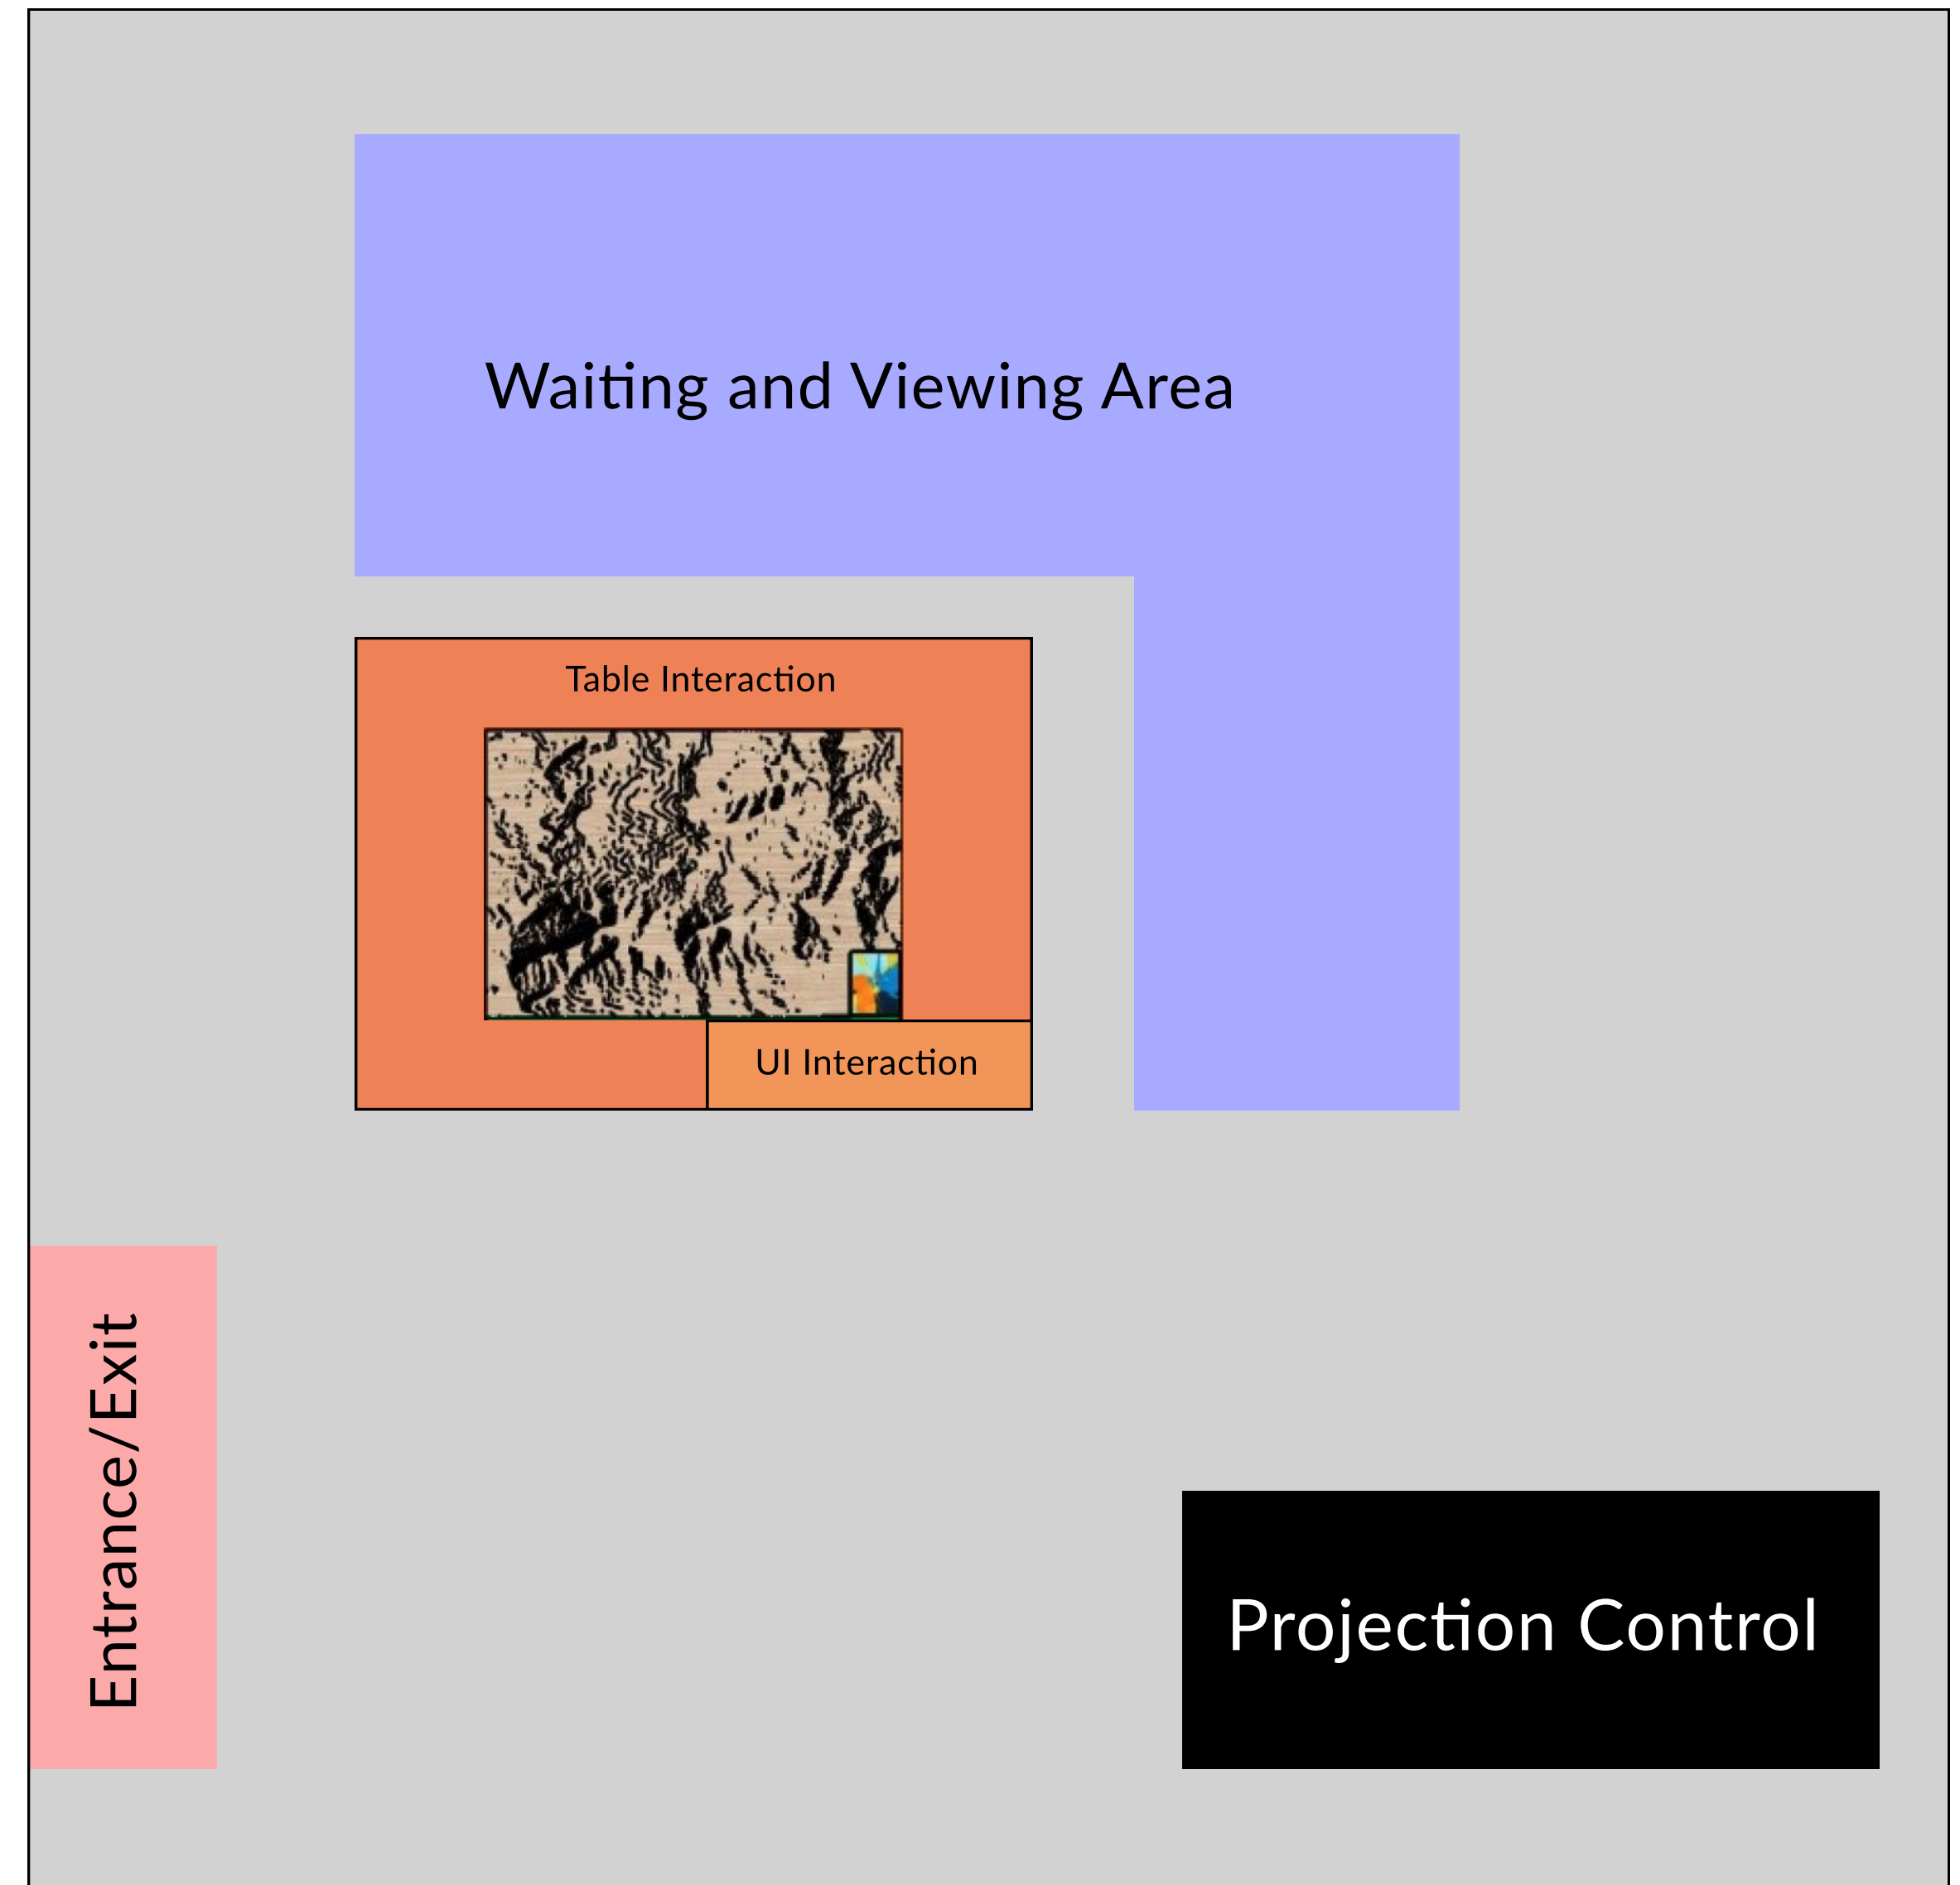 Waiting and Viewing Area
Table Interaction
UI Interaction
Entrance/Exit
Projection Control